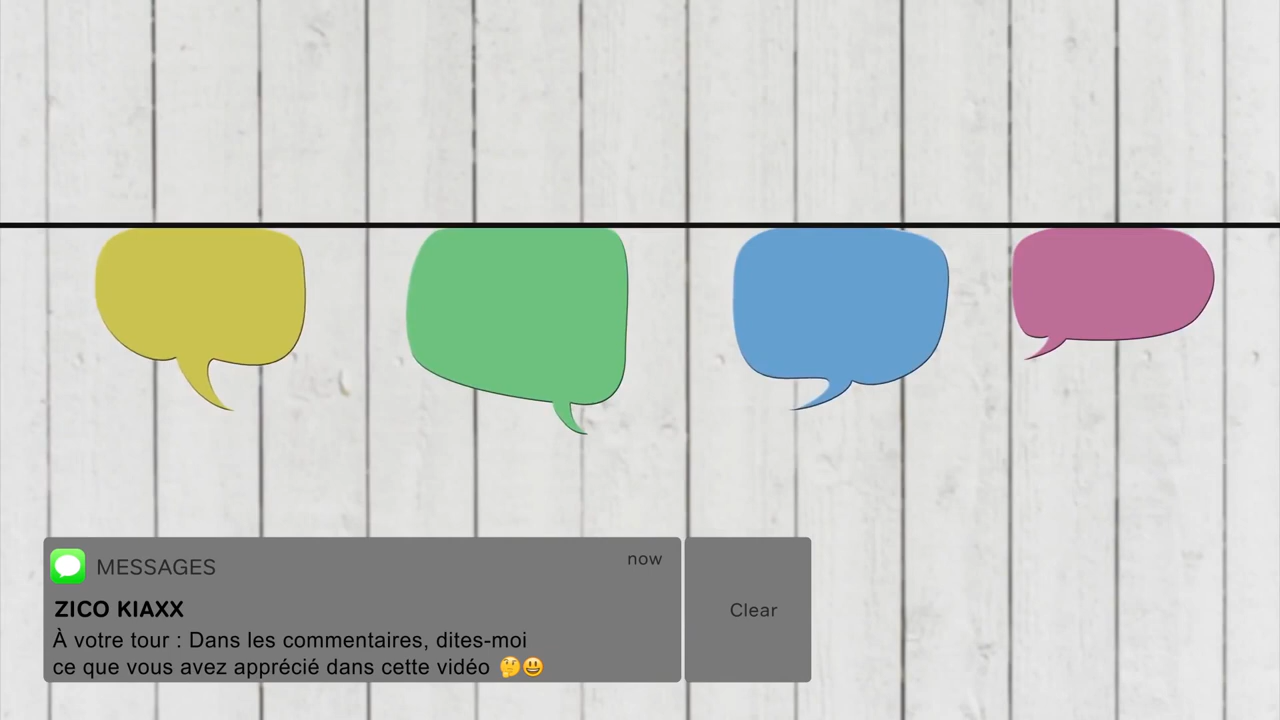 MESSAGES
now
ZICO KIAXX
À votre tour : Dans les commentaires, dites-moi
ce que vous avez apprécié dans cette vidéo 🤔😃
Clear